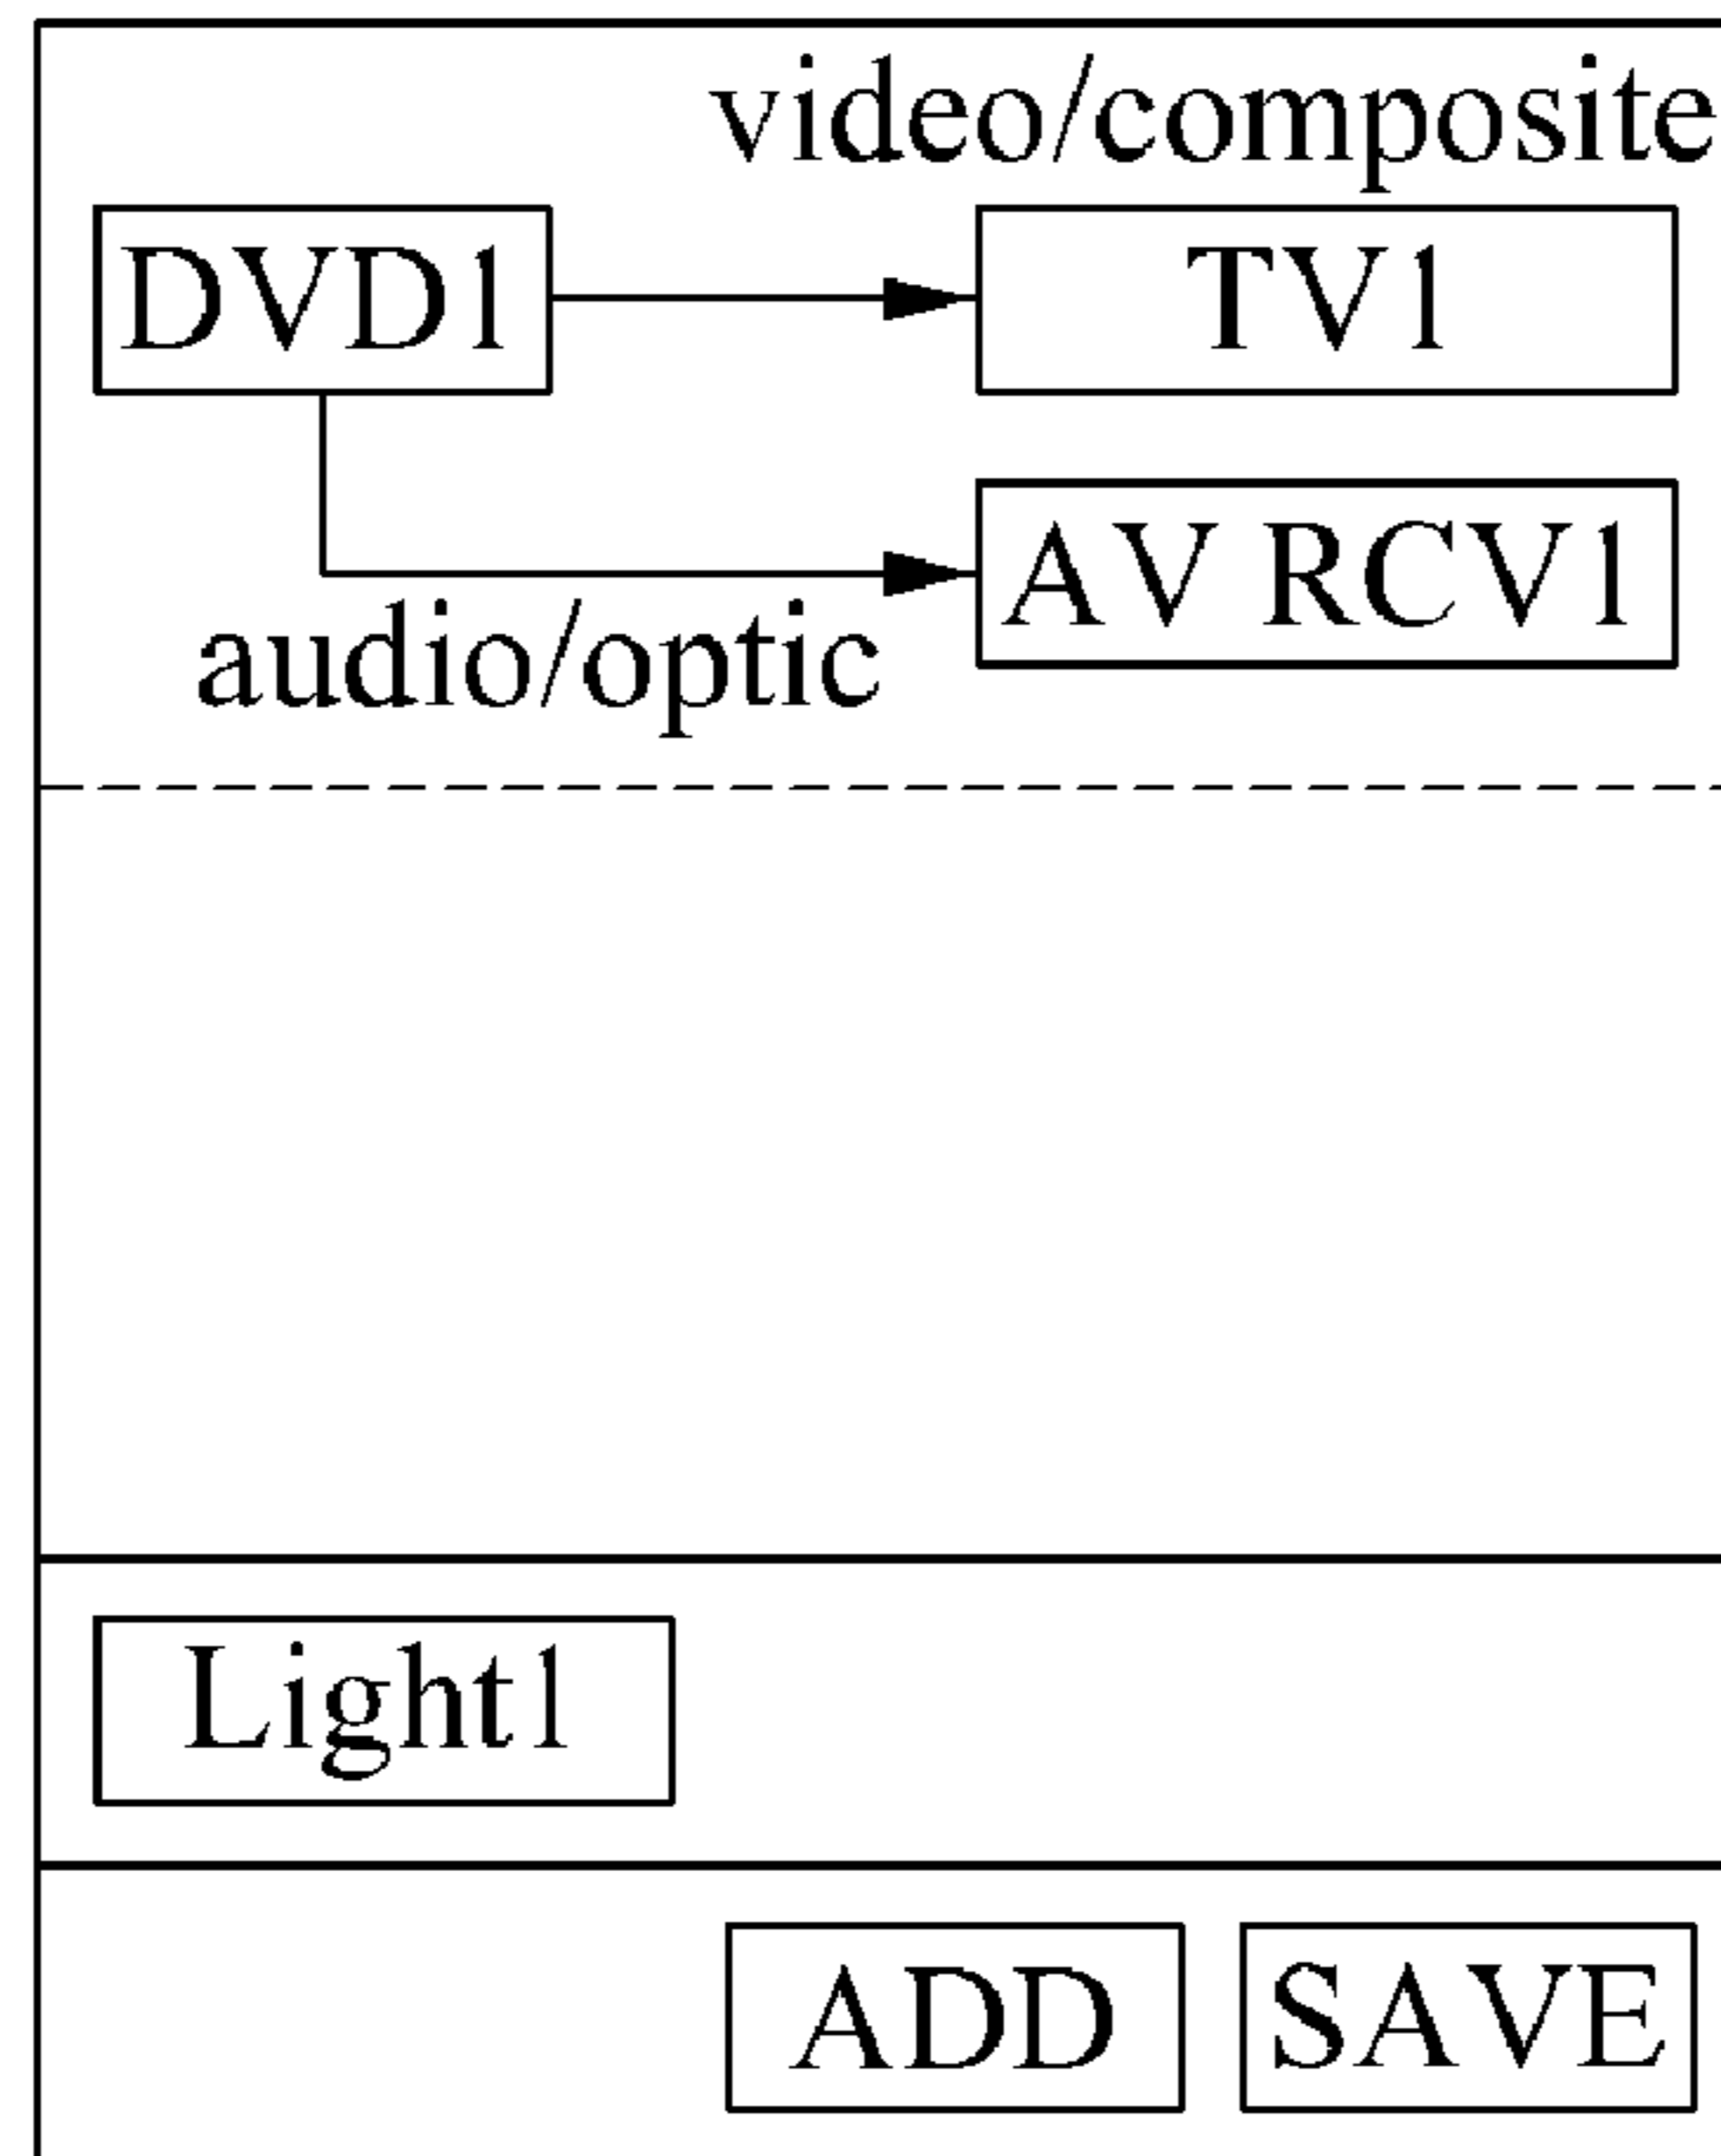 video/composite
DVD1 TV1
AV RCV1
audio/optic
Light1
ADD SAVE